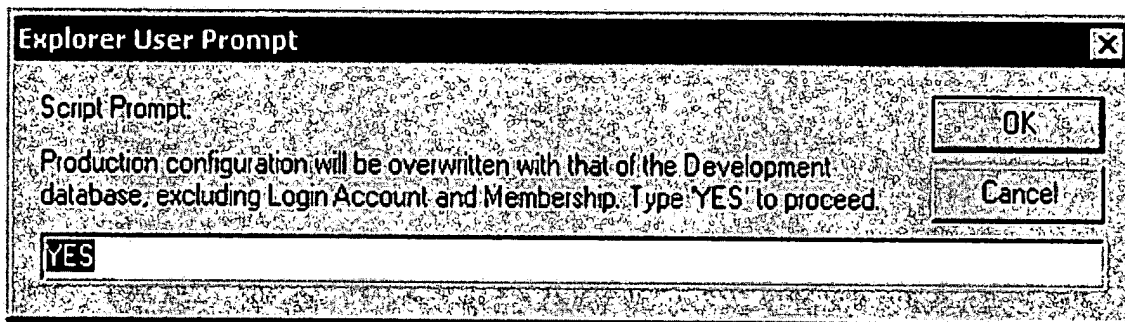 Explorer User Prompt
Script Prompt:
OK
Production configuration will be overwritten with that of the Development
database, excluding Login Account and Membership. Type 'YES' to proceed.
Cancel
YES